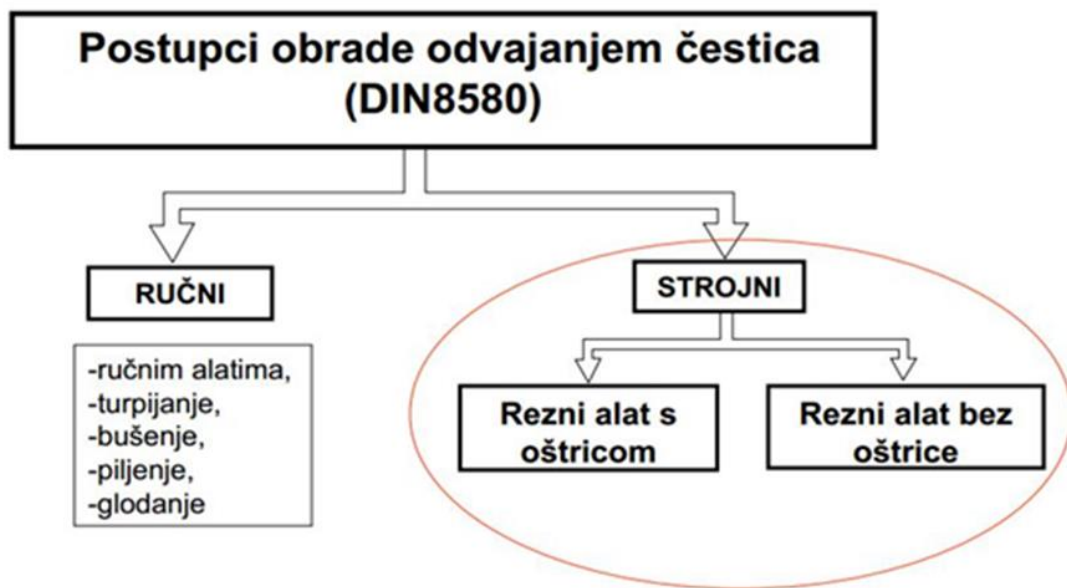 Postupci obrade odvajanjem čestica
(DIN8580)
RUČNI
-ručnim alatima,
-turpijanje,
-bušenje,
-piljenje,
-glodanje
STROJNI
Rezni alat s
oštricom
Rezni alat bez
oštrice